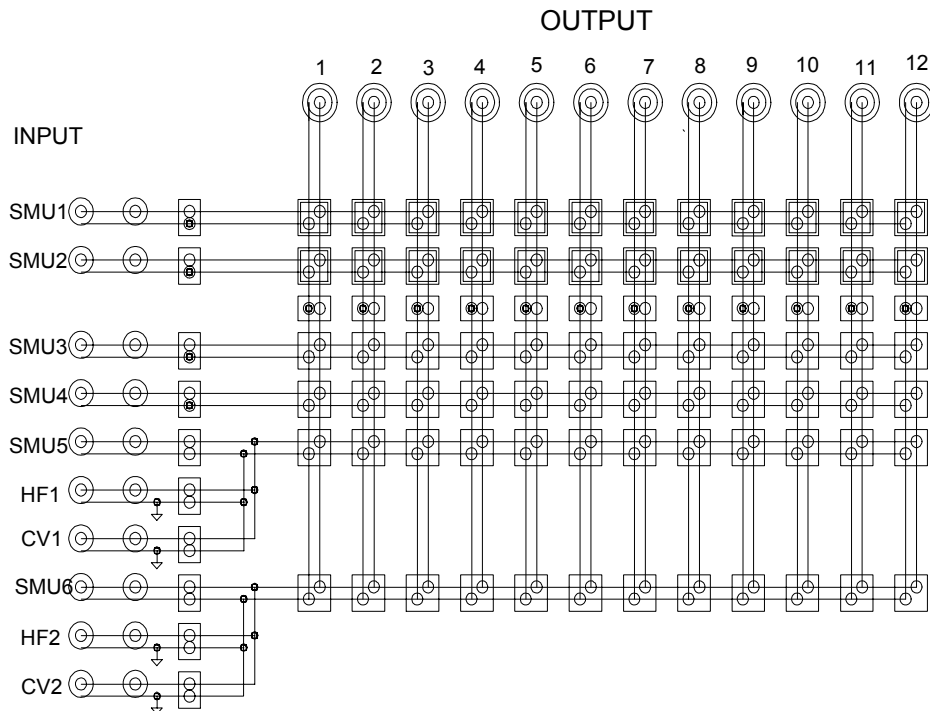 OUTPUT
1 2 3 4 5 6 7 8 9 10 11 12
INPUT
SMU1
SMU2
SMU3
SMU4
SMU5
HF1
CV1
SMU6
HF2
CV2